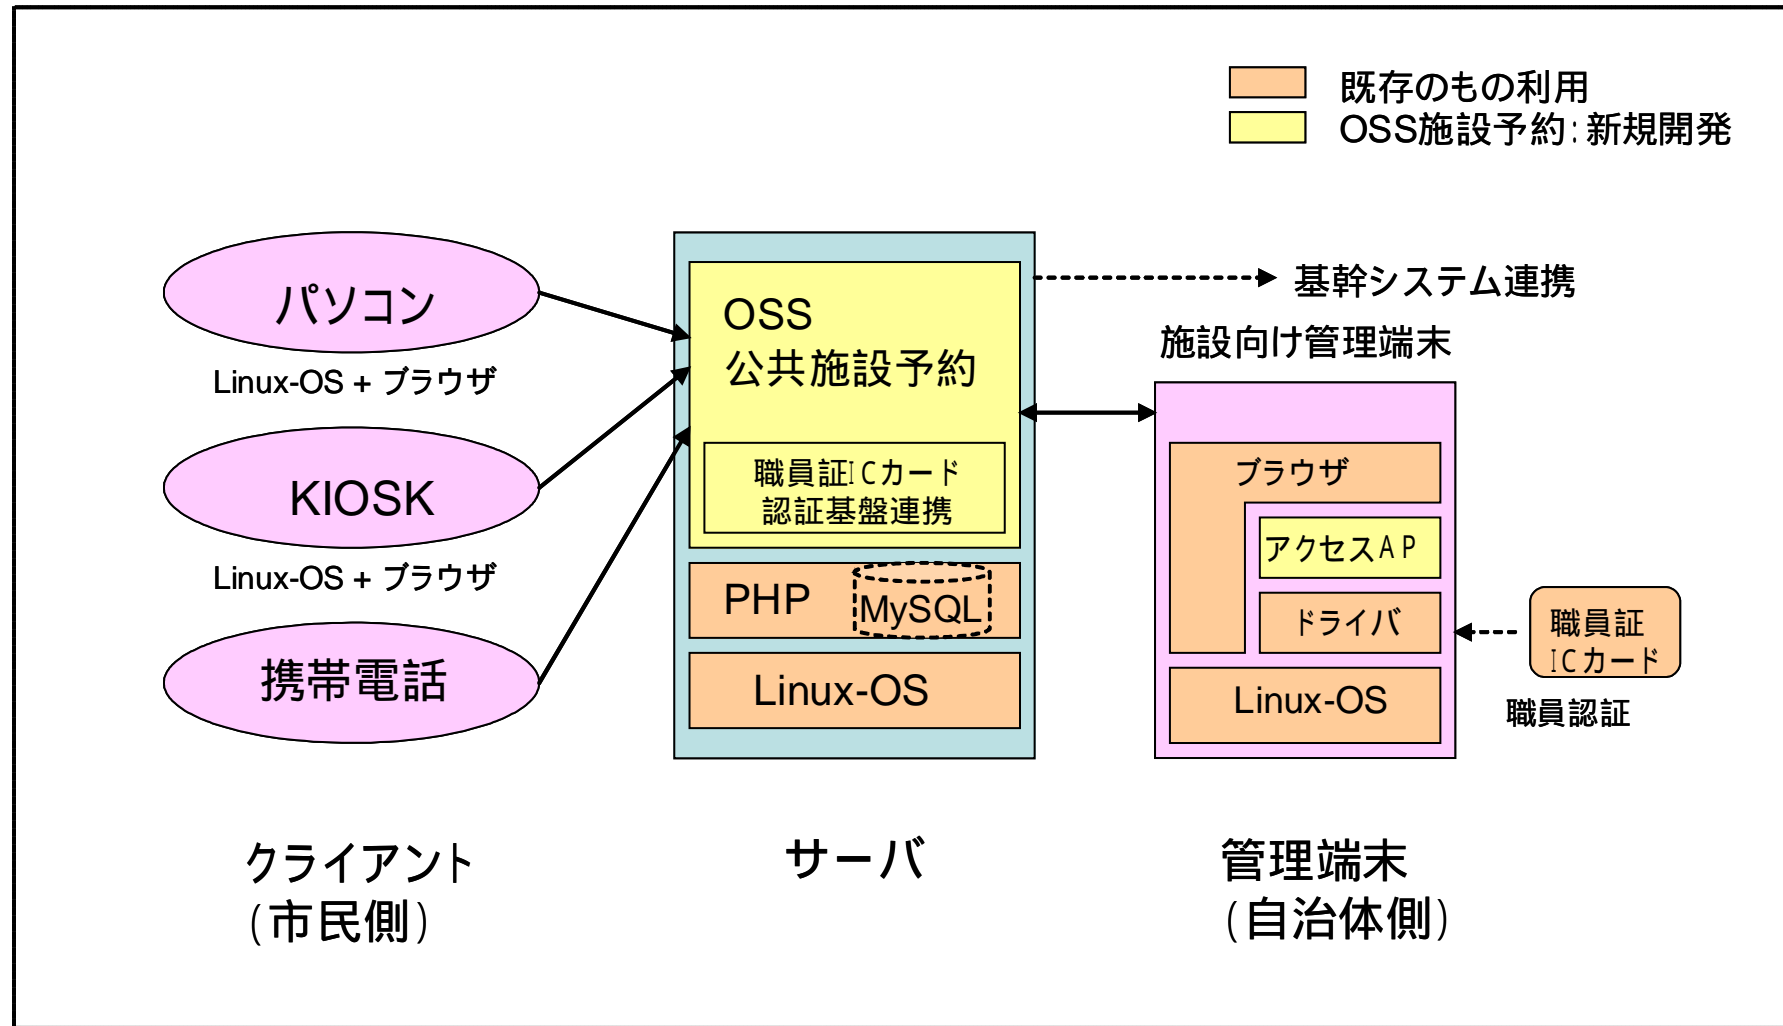 既存のもの利用
OSS施設予約:新規開発
パソコン
Linux-OS + ブラウザ
KIOSK
Linux-OS + ブラウザ
携帯電話
OSS
公共施設予約
職員証ICカード
認証基盤連携
PHP
MySQL
Linux-OS
基幹システム連携
施設向け管理端末
ブラウザ
アクセスAP
ドライバ
Linux-OS
職員証
ICカード
職員認証
クライアント
(市民側)
サーバ
管理端末
(自治体側)